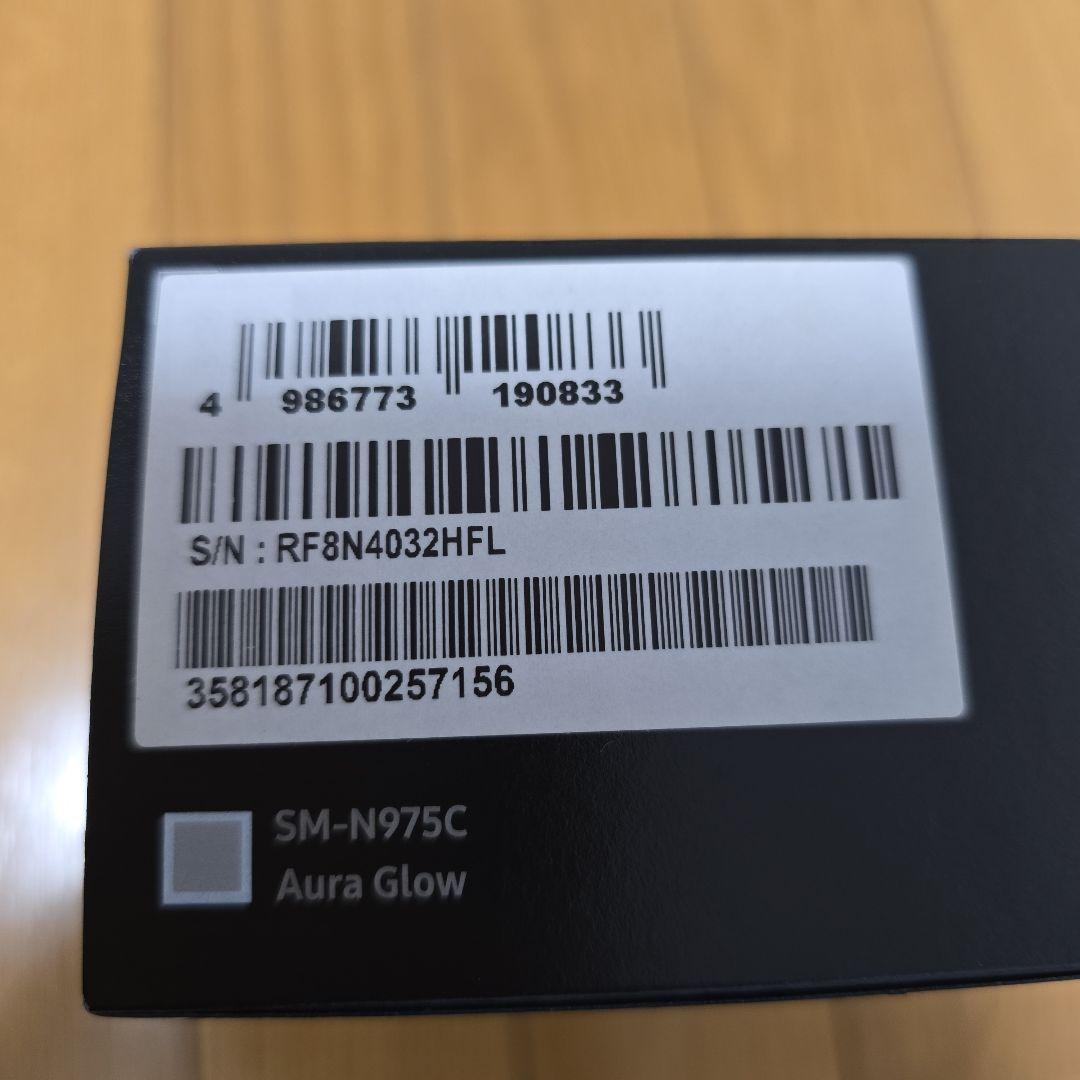 4 986773 190833
S/N : RF8N4032HFL
358187100257156
SM-N975C
Aura Glow